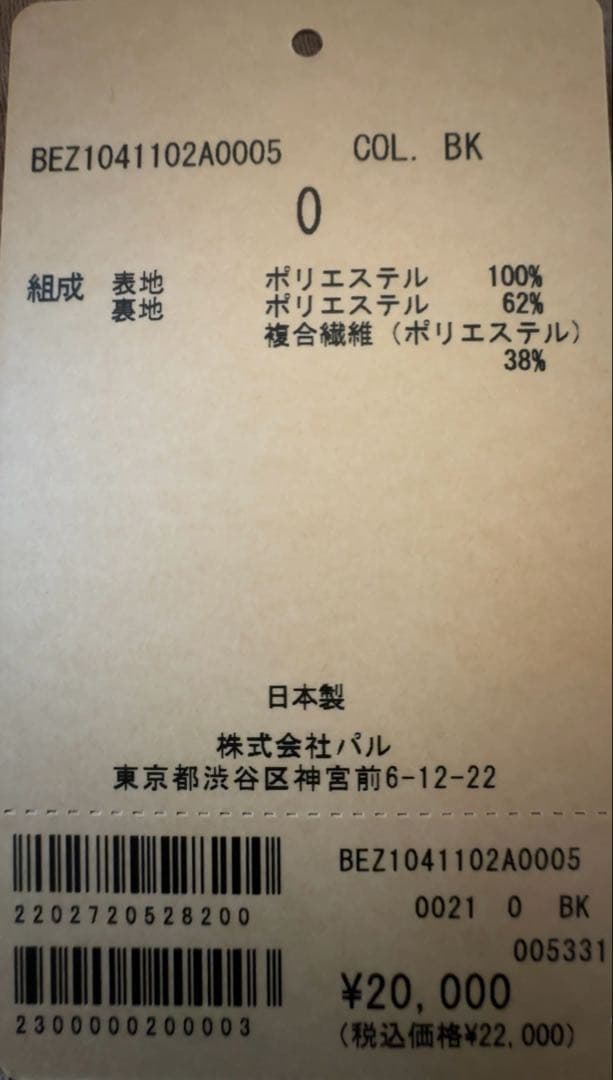 BEZ1041102A0005 COL. BK
0
組成 表地 ポリエステル 100%
裏地 ポリエステル 62%
複合繊維(ポリエステル)
38%
日本製
株式会社パル
東京都渋谷区神宮前6-12-22
BEZ1041102A0005
2202720528200
0021 0 BK
005331
¥20,000
2300000200003
(税込価格¥22,000)